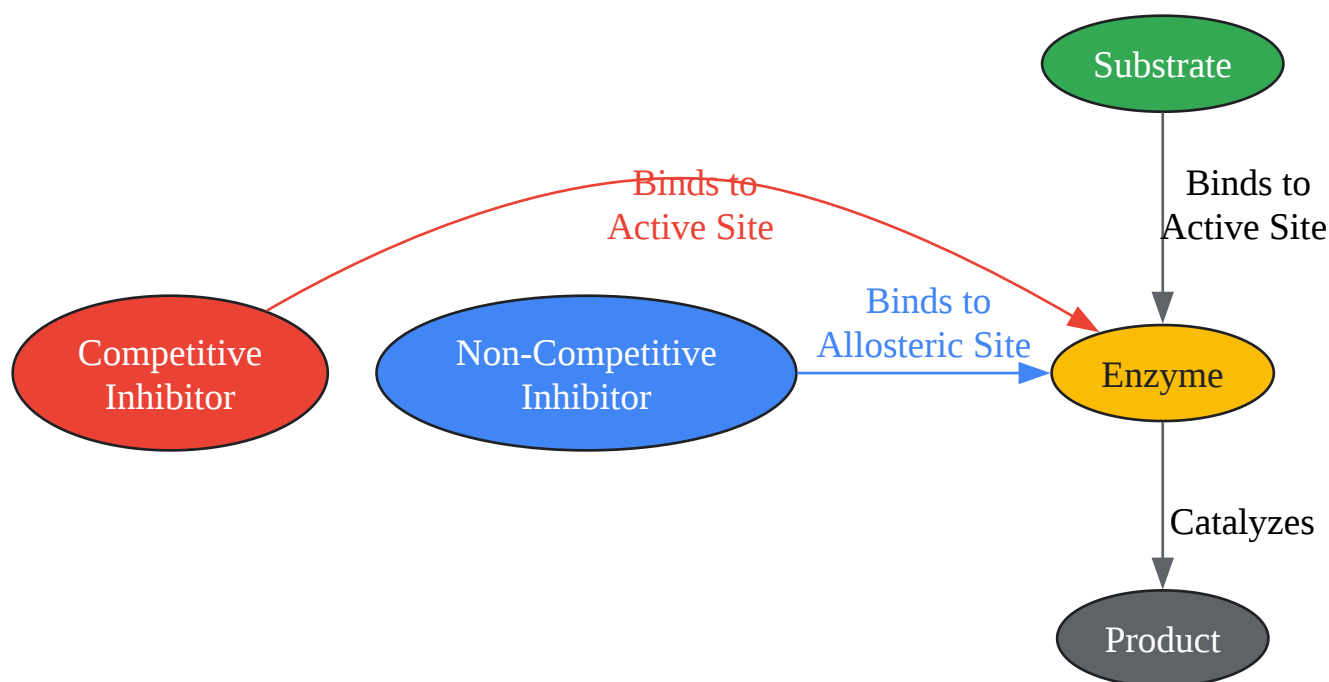 Substrate
Binds to
Active Site
Binds to
Active Site
Binds to
Allosteric Site
Competitive
Inhibitor
Non-Competitive
Inhibitor
Enzyme
Catalyzes
Product